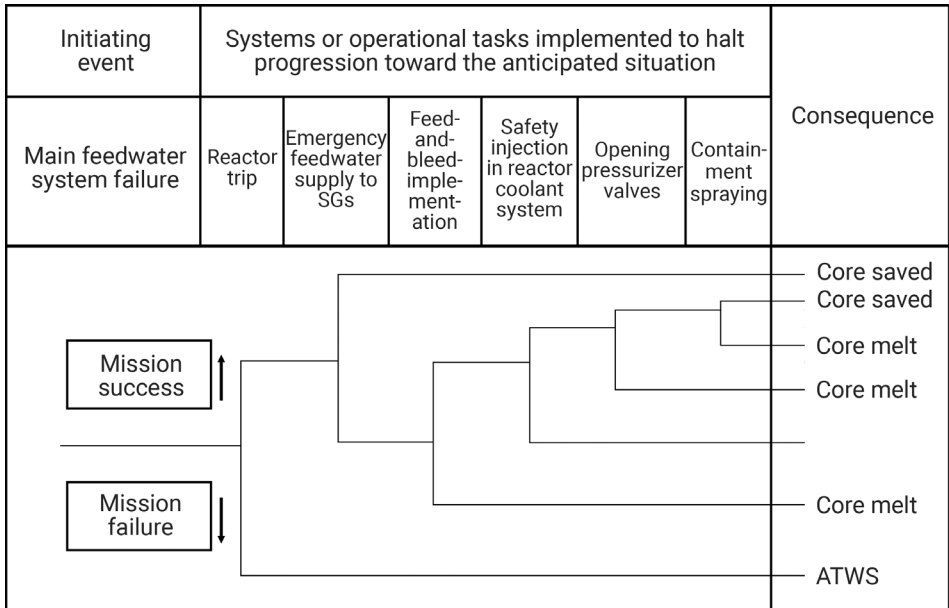 Initiating
event
Systems or operational tasks implemented to halt
progression toward the anticipated situation
Consequence
Main feedwater
system failure
Reactor
trip
Emergency
feedwater
supply to
SGs
Feed-
and-
bleed-
imple-
ment-
ation
Safety
injection
in reactor
coolant
system
Opening
pressurizer
valves
Contain-
ment
spraying
Core saved
Core saved
Mission
success
Core melt
Core melt
Mission
failure
Core melt
ATWS